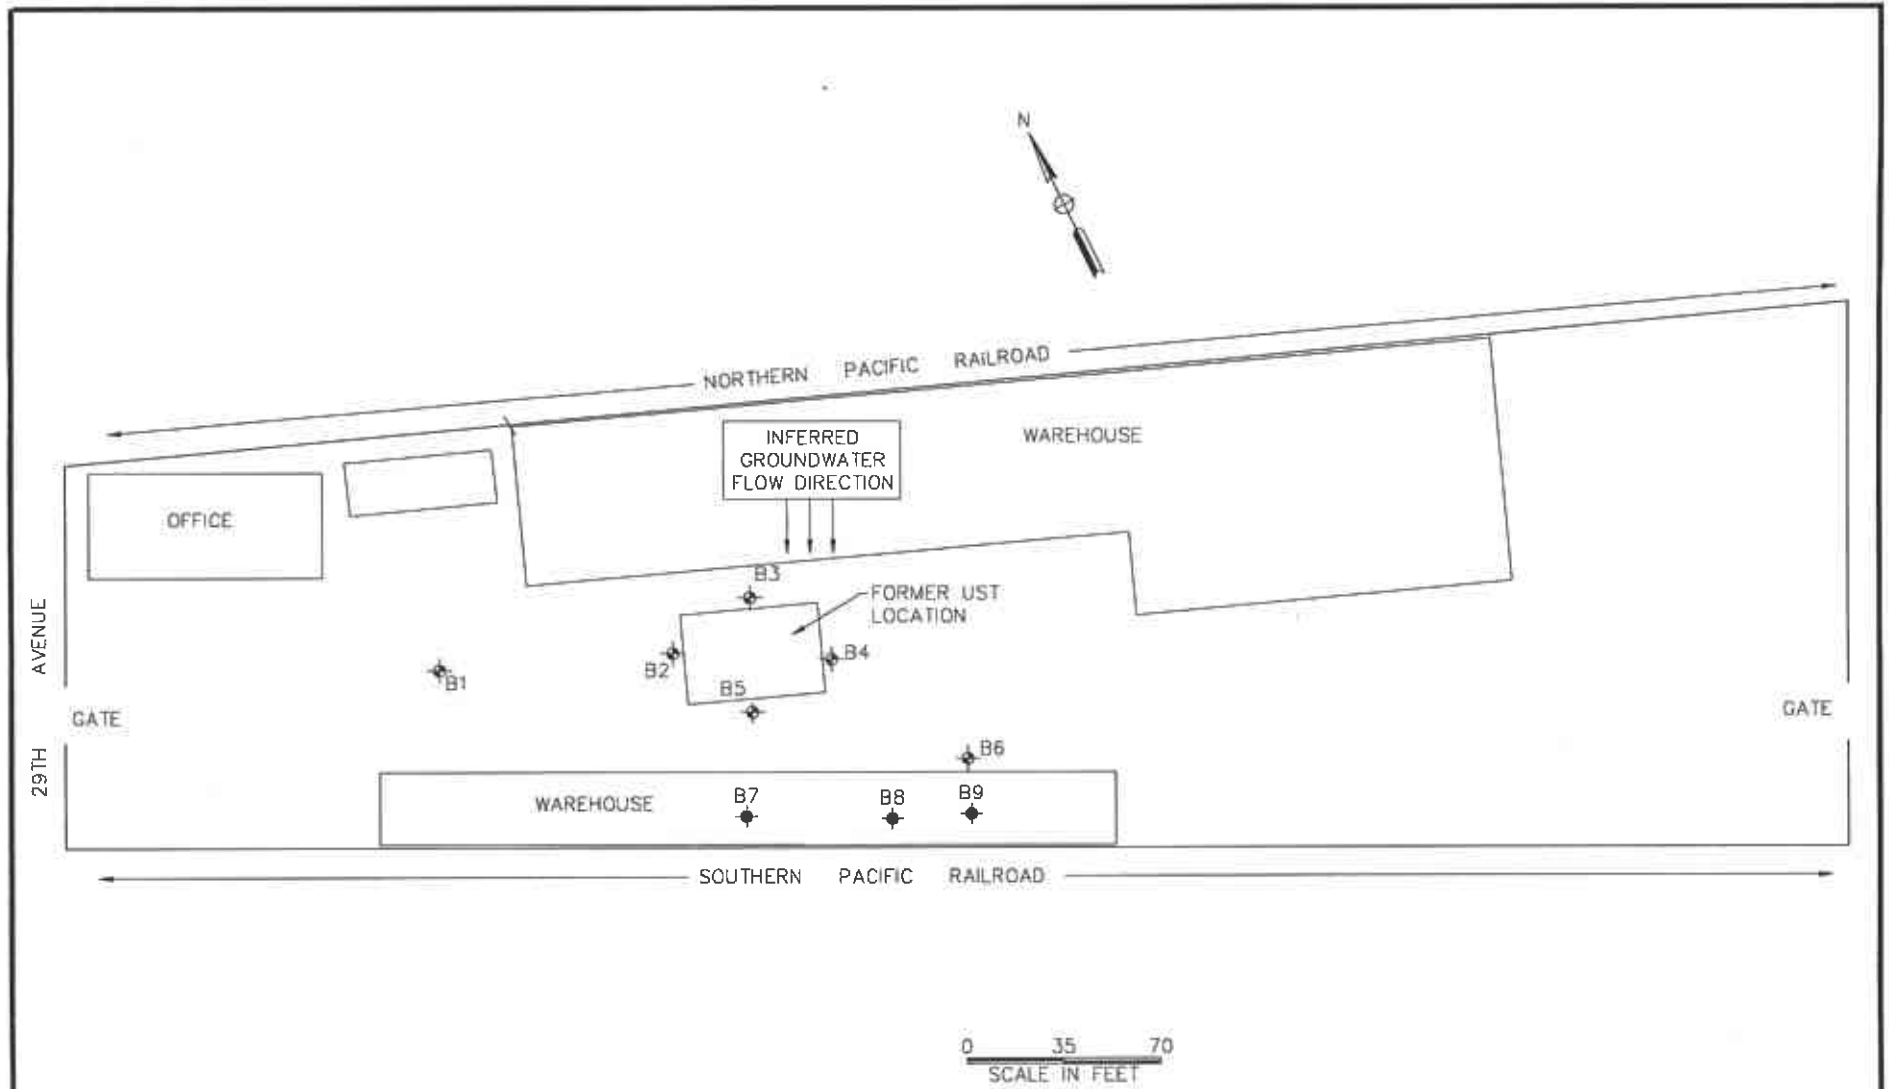 N
NORTHERN PACIFIC RAILROAD
INFERRED
GROUNDWATER
FLOW DIRECTION
WAREHOUSE
OFFICE
B3
FORMER UST
LOCATION
29TH AVENUE
B2
B4
B1
B5
GATE
GATE
B6
WAREHOUSE
B7
B8
B9
SOUTHERN PACIFIC RAILROAD
0 35 70
SCALE IN FEET